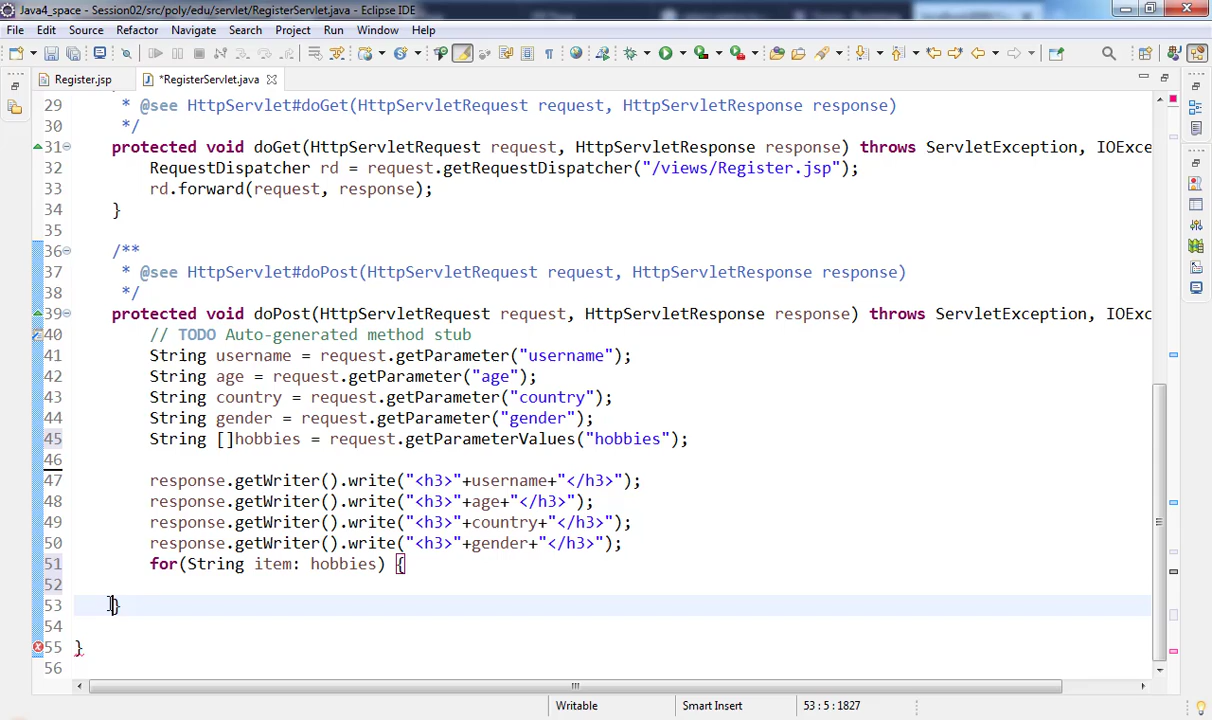 Java4_space - Session02/src/poly/edu/servlet/RegisterServlet.java - Eclipse IDE
File Edit Source Refactor Navigate Search Project Run Window Help
Register.jsp *RegisterServlet.java
29 * @see HttpServlet#doGet(HttpServletRequest request, HttpServletResponse response)
30 */
31 protected void doGet(HttpServletRequest request, HttpServletResponse response) throws ServletException, IOExce
32 RequestDispatcher rd = request.getRequestDispatcher("/views/Register.jsp");
33 rd.forward(request, response);
34 }
35
36 /**
37 * @see HttpServlet#doPost(HttpServletRequest request, HttpServletResponse response)
38 */
39 protected void doPost(HttpServletRequest request, HttpServletResponse response) throws ServletException, IOExc
40 // TODO Auto-generated method stub
41 String username = request.getParameter("username");
42 String age = request.getParameter("age");
43 String country = request.getParameter("country");
44 String gender = request.getParameter("gender");
45 String []hobbies = request.getParameterValues("hobbies");
46
47 response.getWriter().write("<h3>"+username+"</h3>");
48 response.getWriter().write("<h3>"+age+"</h3>");
49 response.getWriter().write("<h3>"+country+"</h3>");
50 response.getWriter().write("<h3>"+gender+"</h3>");
51 for(String item: hobbies) {
52
53 }
54
55 }
56
Writable Smart Insert 53 : 5 : 1827